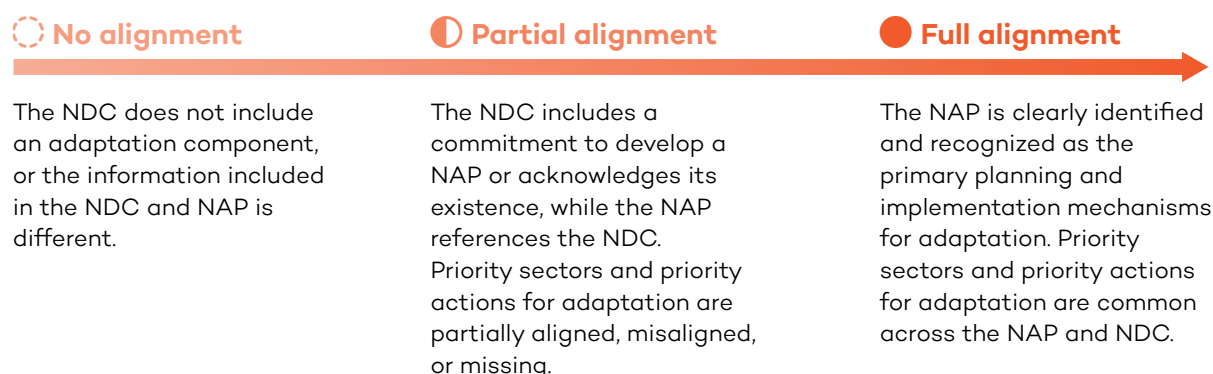 No alignment
The NDC does not include
an adaptation component,
or the information included
in the NDC and NAP is
different.
Partial alignment
The NDC includes a
commitment to develop a
NAP or acknowledges its
existence, while the NAP
references the NDC.
Priority sectors and priority
actions for adaptation are
partially aligned, misaligned,
or missing.
Full alignment
The NAP is clearly identified
and recognized as the
primary planning and
implementation mechanisms
for adaptation. Priority
sectors and priority actions
for adaptation are common
across the NAP and NDC.